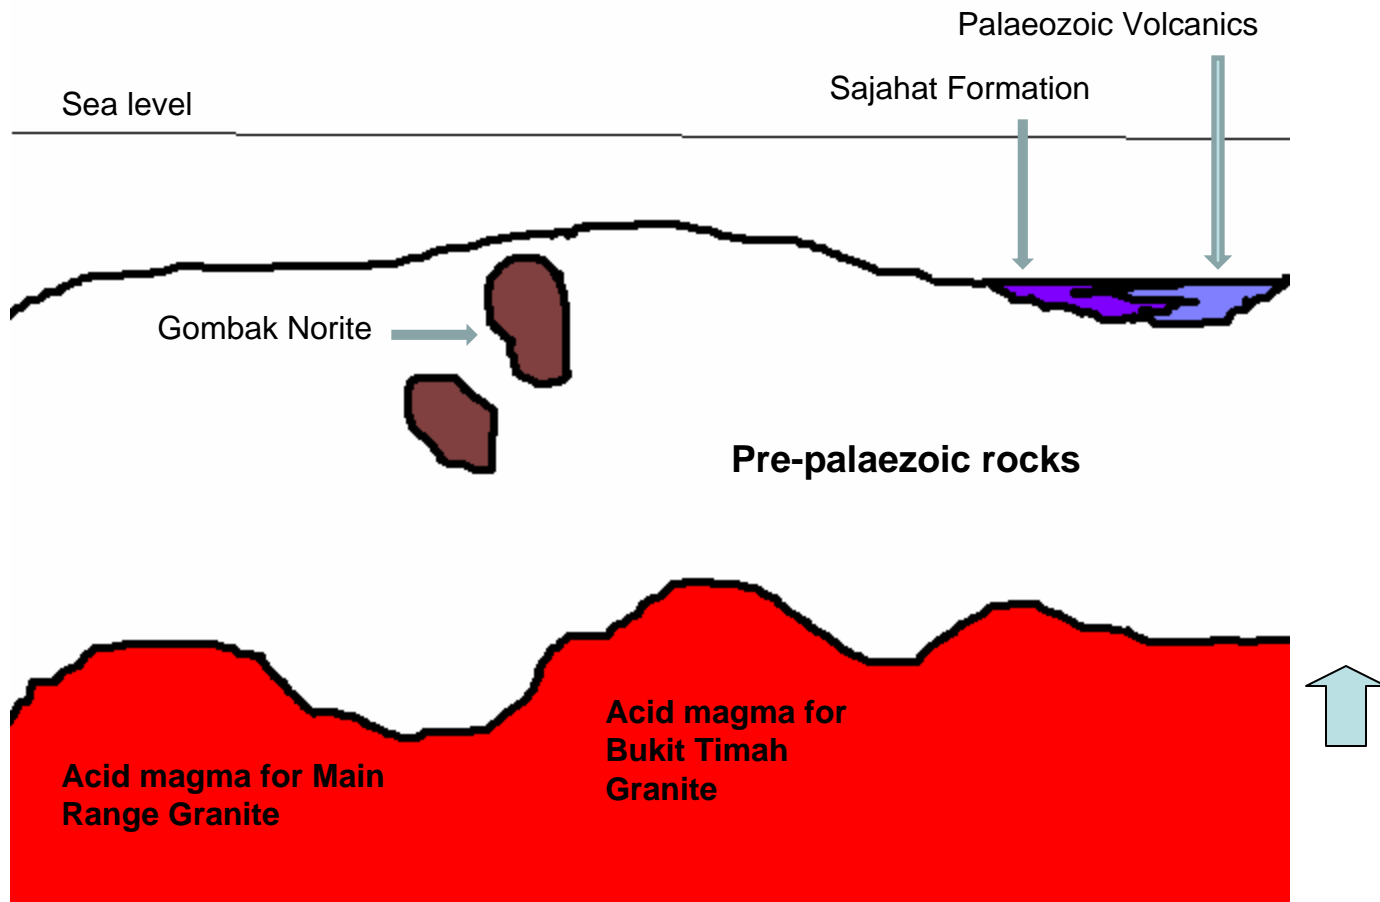 Palaeozoic Volcanics
Sajahat Formation
Sea level
Gombak Norite
Pre-palaezoic rocks
Acid magma for
Bukit Timah
Granite
Acid magma for Main
Range Granite